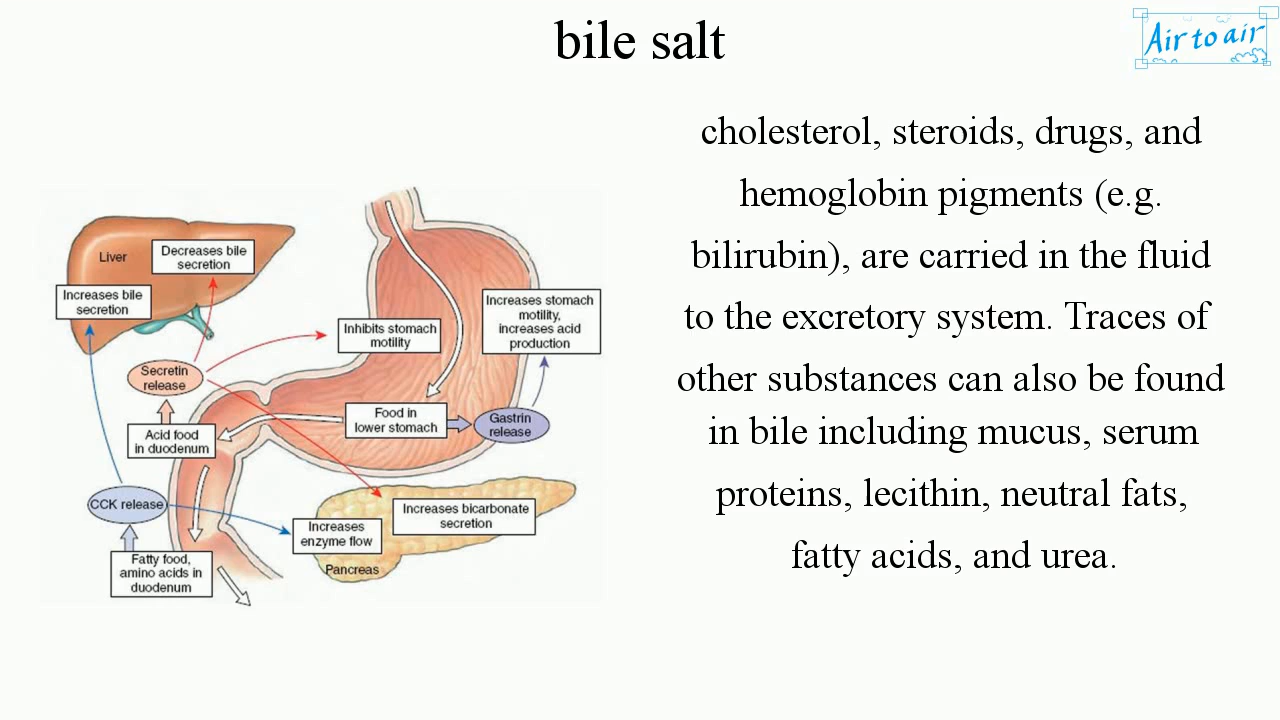 bile salt
Air to air
cholesterol, steroids, drugs, and
hemoglobin pigments (e.g.
bilirubin), are carried in the fluid
to the excretory system. Traces of
other substances can also be found
in bile including mucus, serum
proteins, lecithin, neutral fats,
fatty acids, and urea.
Liver
Decreases bile
secretion
Increases bile
secretion
Inhibits stomach
motility
Increases stomach
motility,
increases acid
production
Secretin
release
Food in
lower stomach
Gastrin
release
Acid food
in duodenum
CCK release
Increases bicarbonate
secretion
Increases
enzyme flow
Pancreas
Fatty food,
amino acids in
duodenum